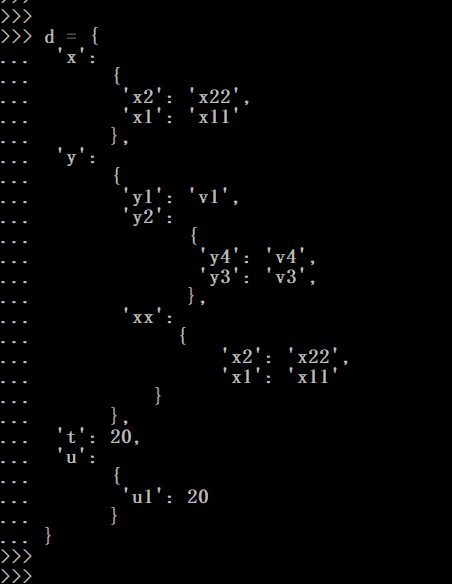 >>>
>>>
>>> d = {
...  'x':
...       {
...        'x2': 'x22',
...        'x1': 'x11'
...       },
...  'y':
...       {
...        'y1': 'v1',
...        'y2':
...              {
...               'y4': 'v4',
...               'y3': 'v3',
...              },
...        'xx':
...             {
...                 'x2': 'x22',
...                 'x1': 'x11'
...           }
...       },
...  't': 20,
...  'u':
...       {
...        'u1': 20
...       }
... }
>>>
>>>